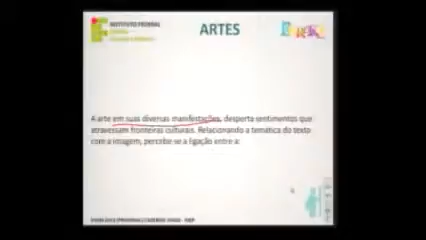 INSTITUTO FEDERAL
ARTES
A arte em suas diversas manifestações, desperta sentimentos que
atravessam fronteiras culturais. Relacionando a temática do texto
com a imagem, percebe-se a ligação entre a: